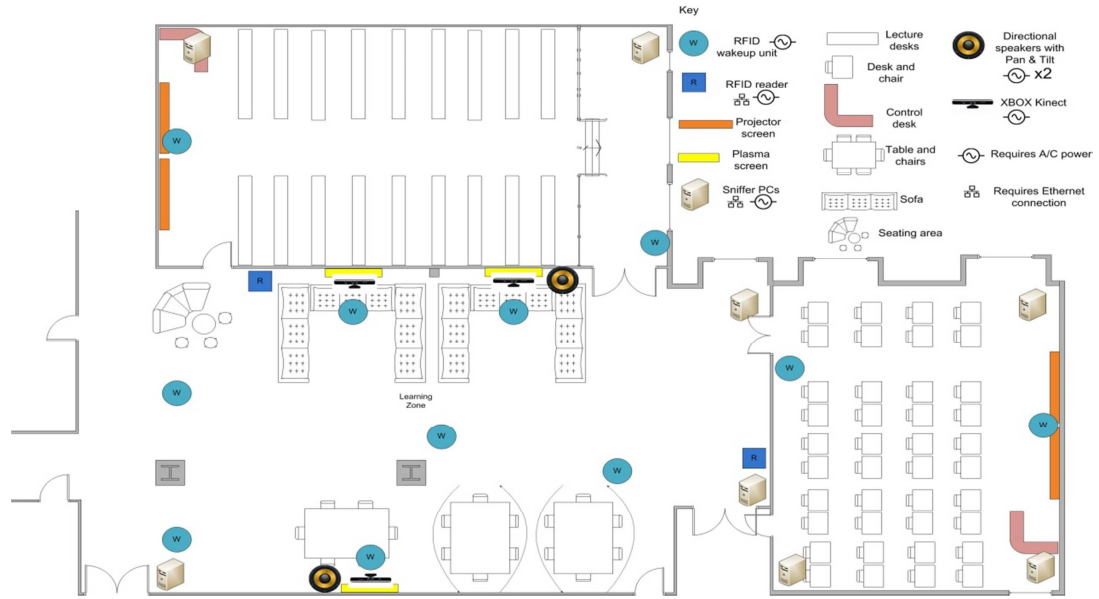 Key
W
RFID
wakeup unit
R
RFID reader
Projector
screen
Plasma
screen
Sniffer PCs
Lecture
desks
Desk and
chair
Control
desk
Table and
chairs
Sofa
Seating area
Directional
speakers with
Pan & Tilt
x2
XBOX Kinect
Requires A/C power
Requires Ethernet
connection
W
W
R
W
W
W
W
Learning
Zone
W
W
W
R
W
W
W